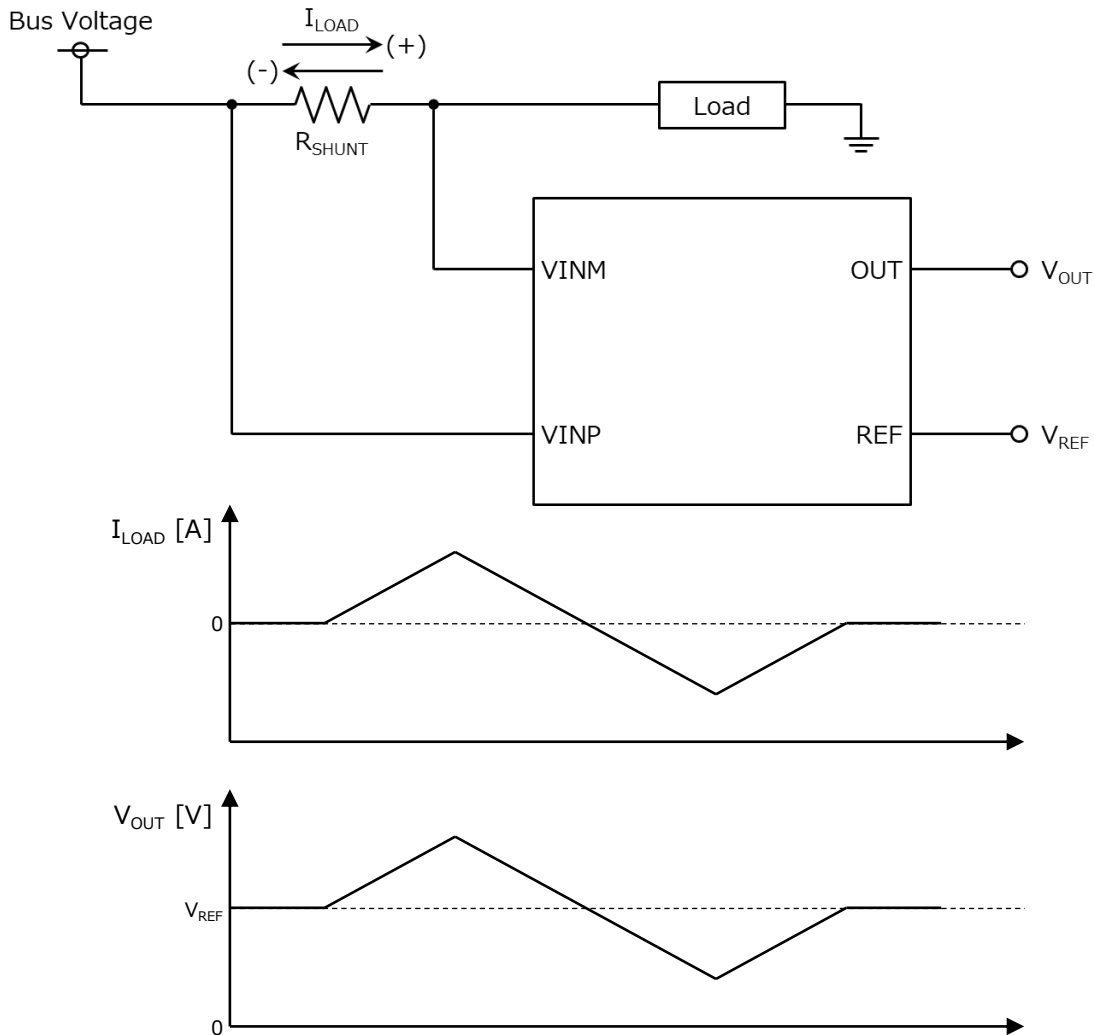 Bus Voltage
I_LOAD
(+)
(-)
R_SHUNT
Load
VINM
OUT
V_OUT
VINP
REF
V_REF
I_LOAD [A]
0
V_OUT [V]
V_REF
0